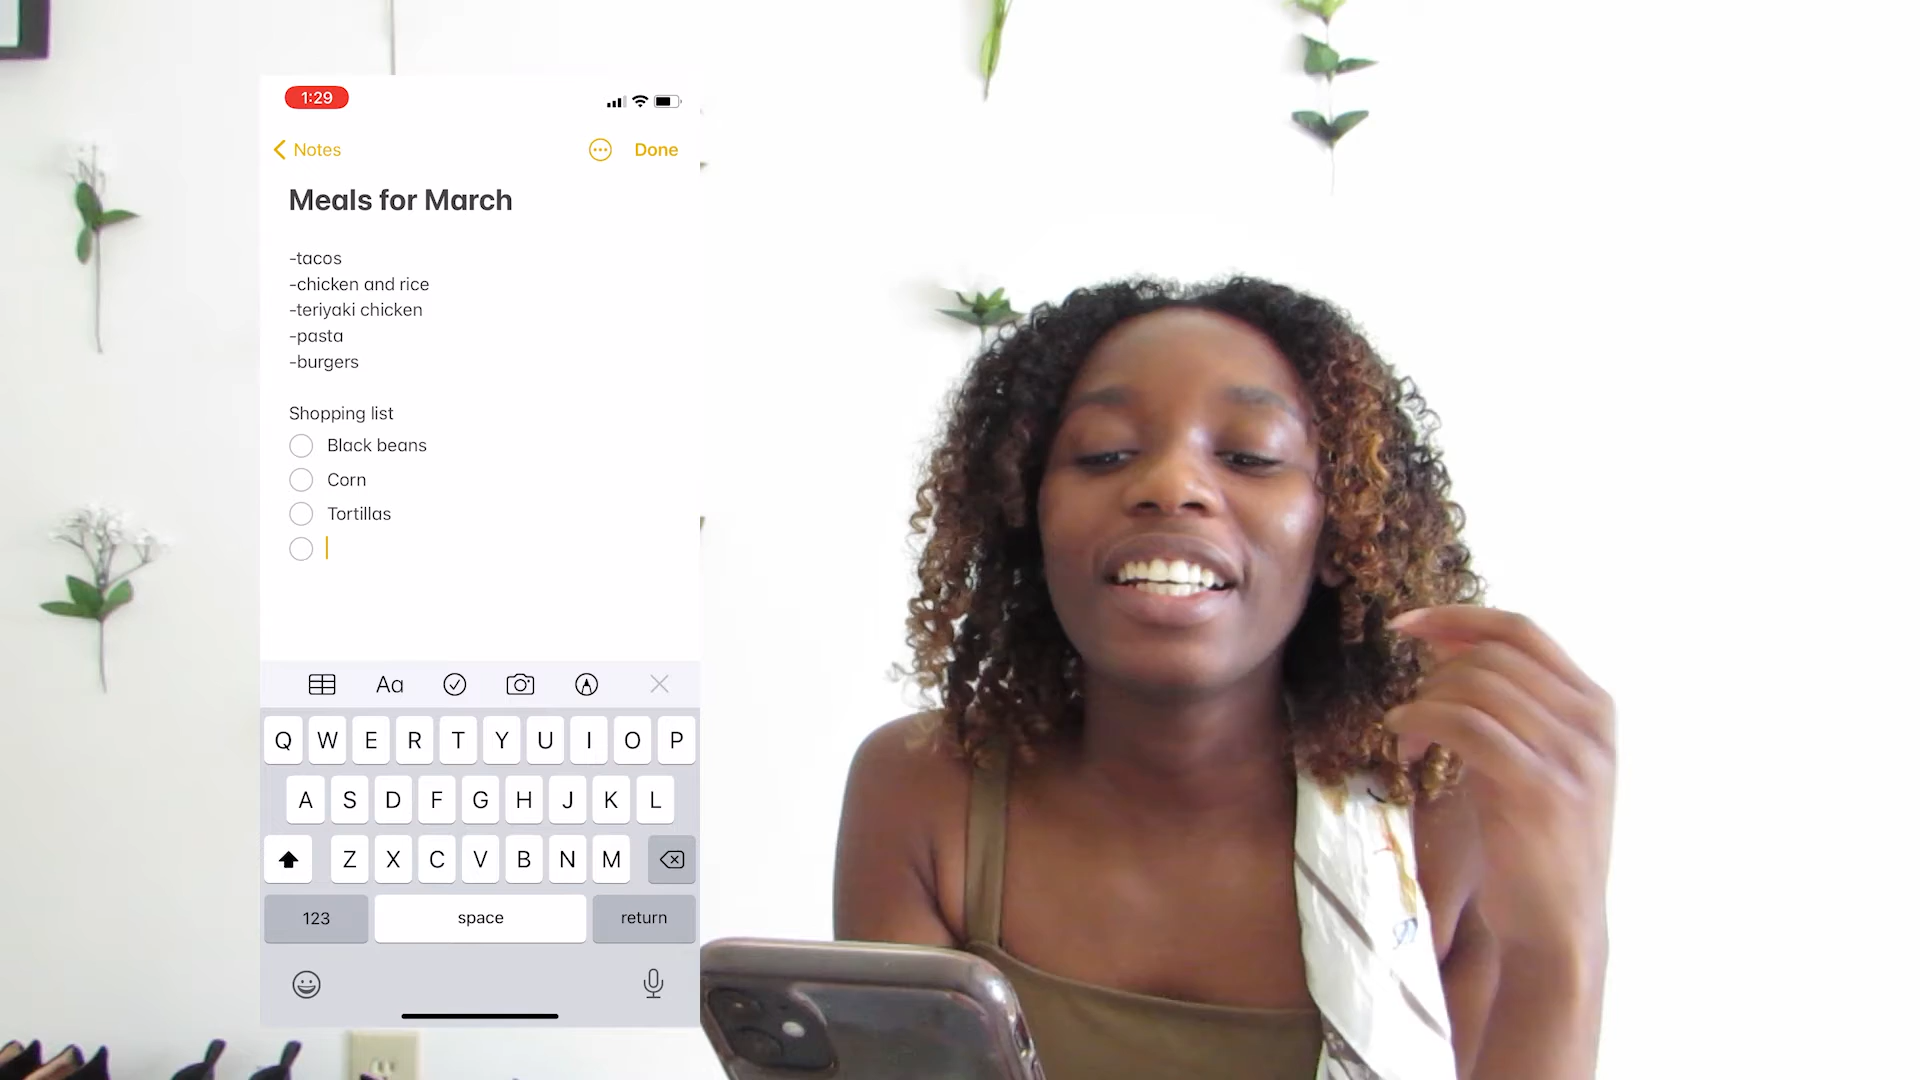 1:29
Notes
Done
Meals for March
-tacos
-chicken and rice
-teriyaki chicken
-pasta
-burgers
Shopping list
Black beans
Corn
Tortillas
Aa
Q W E R T Y U I O P
A S D F G H J K L
Z X C V B N M
123 space return